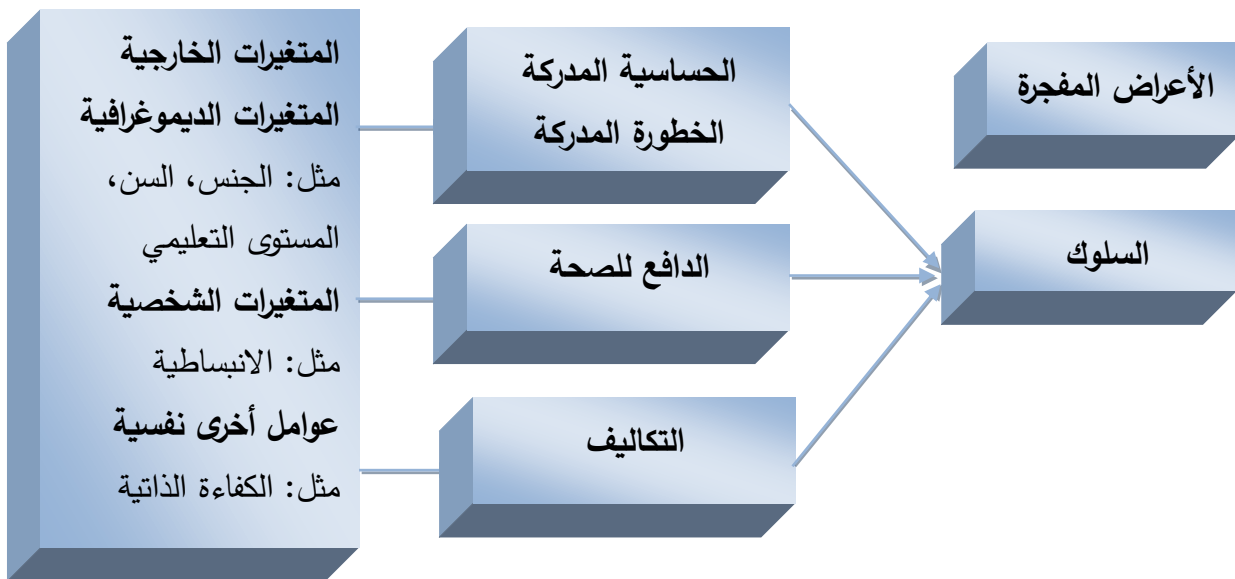 المتغيرات الخارجية
المتغيرات الديموغرافية
مثل: الجنس، السن،
المستوى التعليمي
المتغيرات الشخصية
مثل: الانبساطية
عوامل أخرى نفسية
مثل: الكفاءة الذاتية
الحساسية المدركة
الخطورة المدركة
الدافع للصحة
التكاليف
الأعراض المفجرة
السلوك